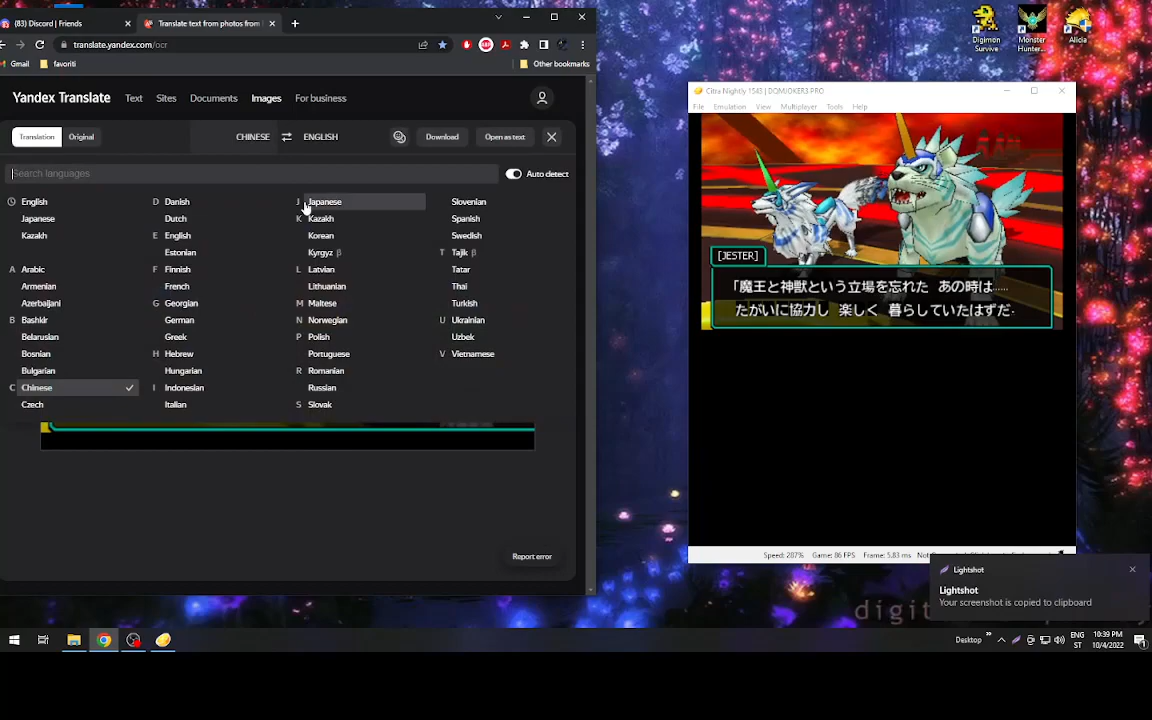 (83) Discord | Friends
Translate text from photos from
translate.yandex.com/ocr
Gmail
favoriti
Other bookmarks
Yandex Translate
Text
Sites
Documents
Images
For business
Translation
Original
CHINESE
ENGLISH
Download
Open as text
Search languages
Auto detect
English
Japanese
Kazakh
A Arabic
Armenian
Azerbaijani
B Bashkir
Belarusian
Bosnian
Bulgarian
C Chinese
Czech
D Danish
Dutch
E English
Estonian
F Finnish
French
G Georgian
German
Greek
H Hebrew
Hungarian
I Indonesian
Italian
J Japanese
K Kazakh
Korean
Kyrgyz β
L Latvian
Lithuanian
M Maltese
N Norwegian
P Polish
Portuguese
R Romanian
Russian
S Slovak
Slovenian
Spanish
Swedish
T Tajik β
Tatar
Thai
Turkish
U Ukrainian
Uzbek
V Vietnamese
Report error
Digimon
Survive
Monster
Hunter...
Alicia
Citra Nightly 1543 | DQMJOKER3 PRO
File Emulation View Multiplayer Tools Help
[JESTER]
「魔王と神獣という立場を忘れた あの時は……
たがいに協力し 楽しく 暮らしていたはずだ
Speed: 287% Game: 86 FPS Frame: 5.83 ms
Lightshot
Lightshot
Your screenshot is copied to clipboard
digit
Desktop
ENG
ST
10:39 PM
10/4/2022
1